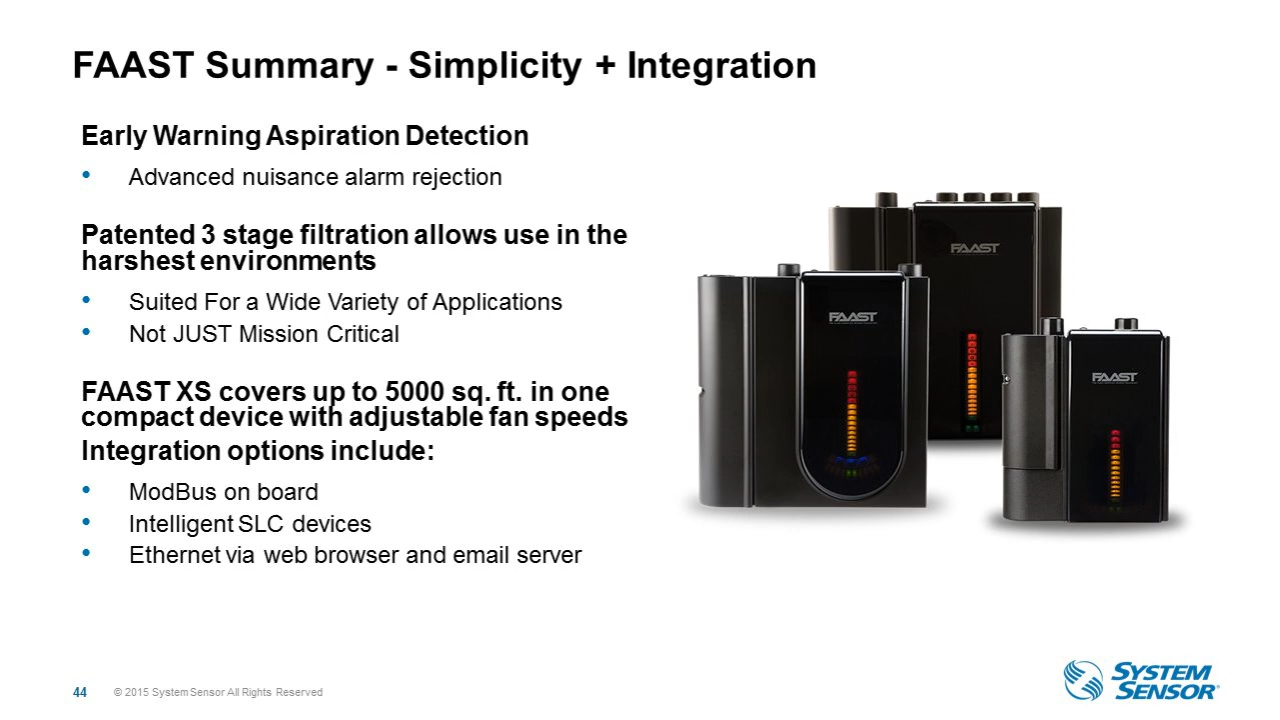 FAAST Summary - Simplicity + Integration
Early Warning Aspiration Detection
• Advanced nuisance alarm rejection
Patented 3 stage filtration allows use in the
harshest environments
• Suited For a Wide Variety of Applications
• Not JUST Mission Critical
FAAST XS covers up to 5000 sq. ft. in one
compact device with adjustable fan speeds
Integration options include:
• ModBus on board
• Intelligent SLC devices
• Ethernet via web browser and email server
FAAST
FAAST
FAAST
44 © 2015 System Sensor All Rights Reserved
SYSTEM
SENSOR®